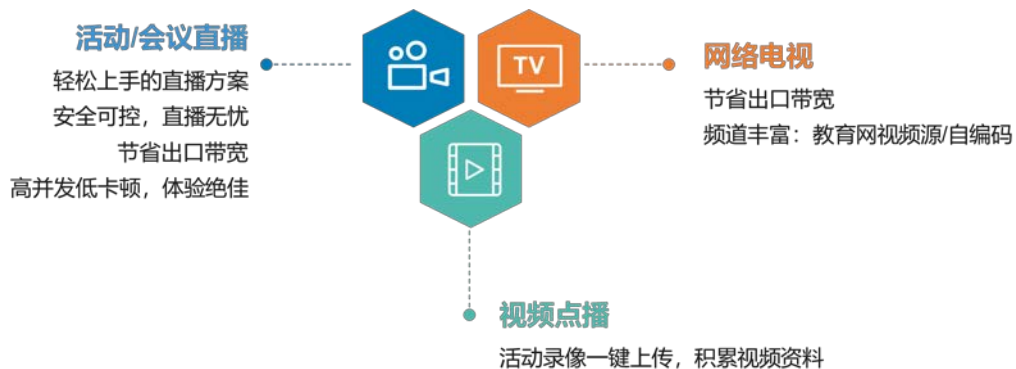 活动/会议直播
轻松上手的直播方案
安全可控，直播无忧
节省出口带宽
高并发低卡顿，体验绝佳
TV
网络电视
节省出口带宽
频道丰富：教育网视频源/自编码
视频点播
活动录像一键上传，积累视频资料